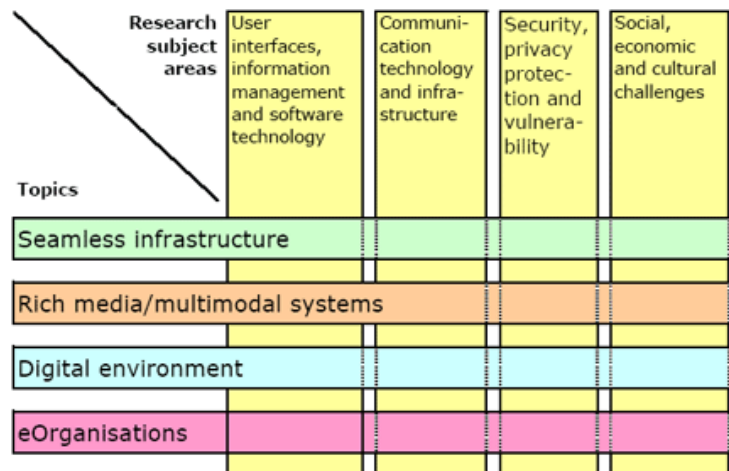 Research
subject
areas
Topics
User
interfaces,
information
management
and software
technology
Communi-
cation
technology
and infra-
structure
Security,
privacy
protec-
tion and
vulnera-
bility
Social,
economic
and cultural
challenges
Seamless infrastructure
Rich media/multimodal systems
Digital environment
eOrganisations